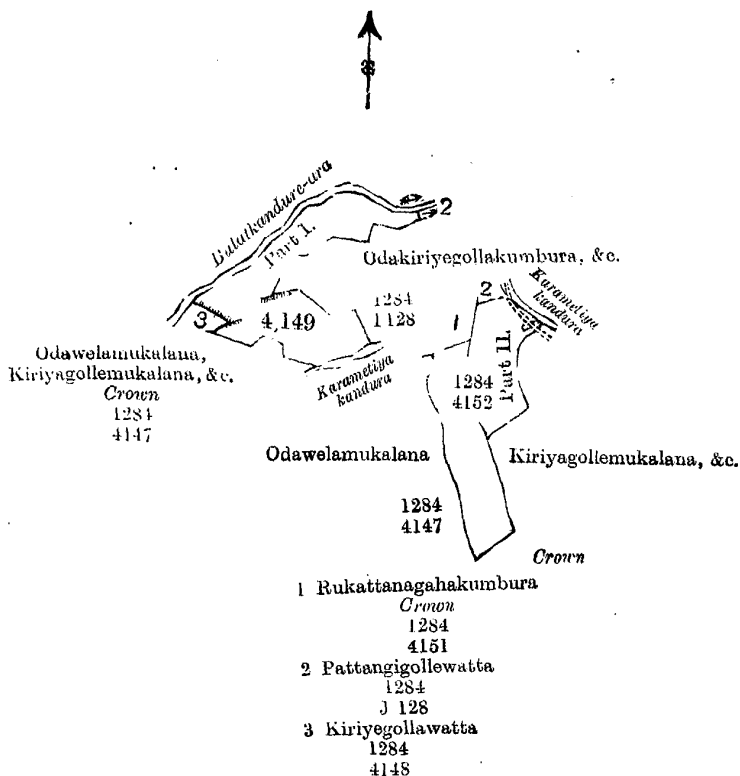 2
Part I.
Odakiriyegollakumbura, &c.
Karametiya
kandura
2
3
4,149
1284
1128
1
Part II.
Odawelamukalana,
Kiriyagollemukalana, &c.
Crown
1284
4147
Karametiya
kandura
1284
4152
Odawelamukalana
Kiriyagollemukalana, &c.
1284
4147
Crown
1 Rukattanagahakumbura
Crown
1284
4151
2 Pattangigollewatta
1284
J 128
3 Kiriyegollawatta
1284
4148